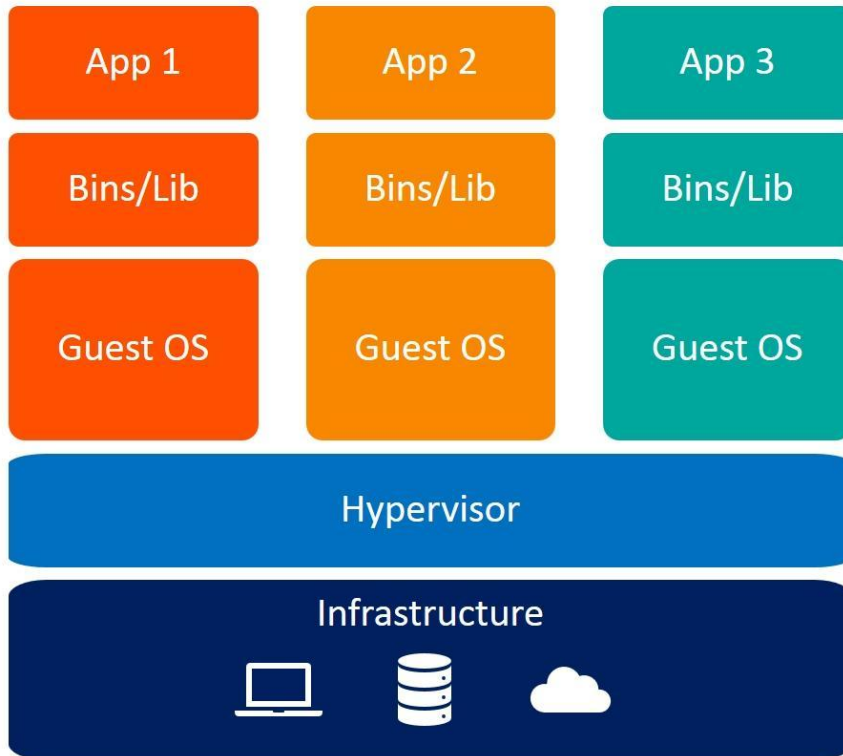 App 1
App 2
App 3
Bins/Lib
Bins/Lib
Bins/Lib
Guest OS
Guest OS
Guest OS
Hypervisor
Infrastructure